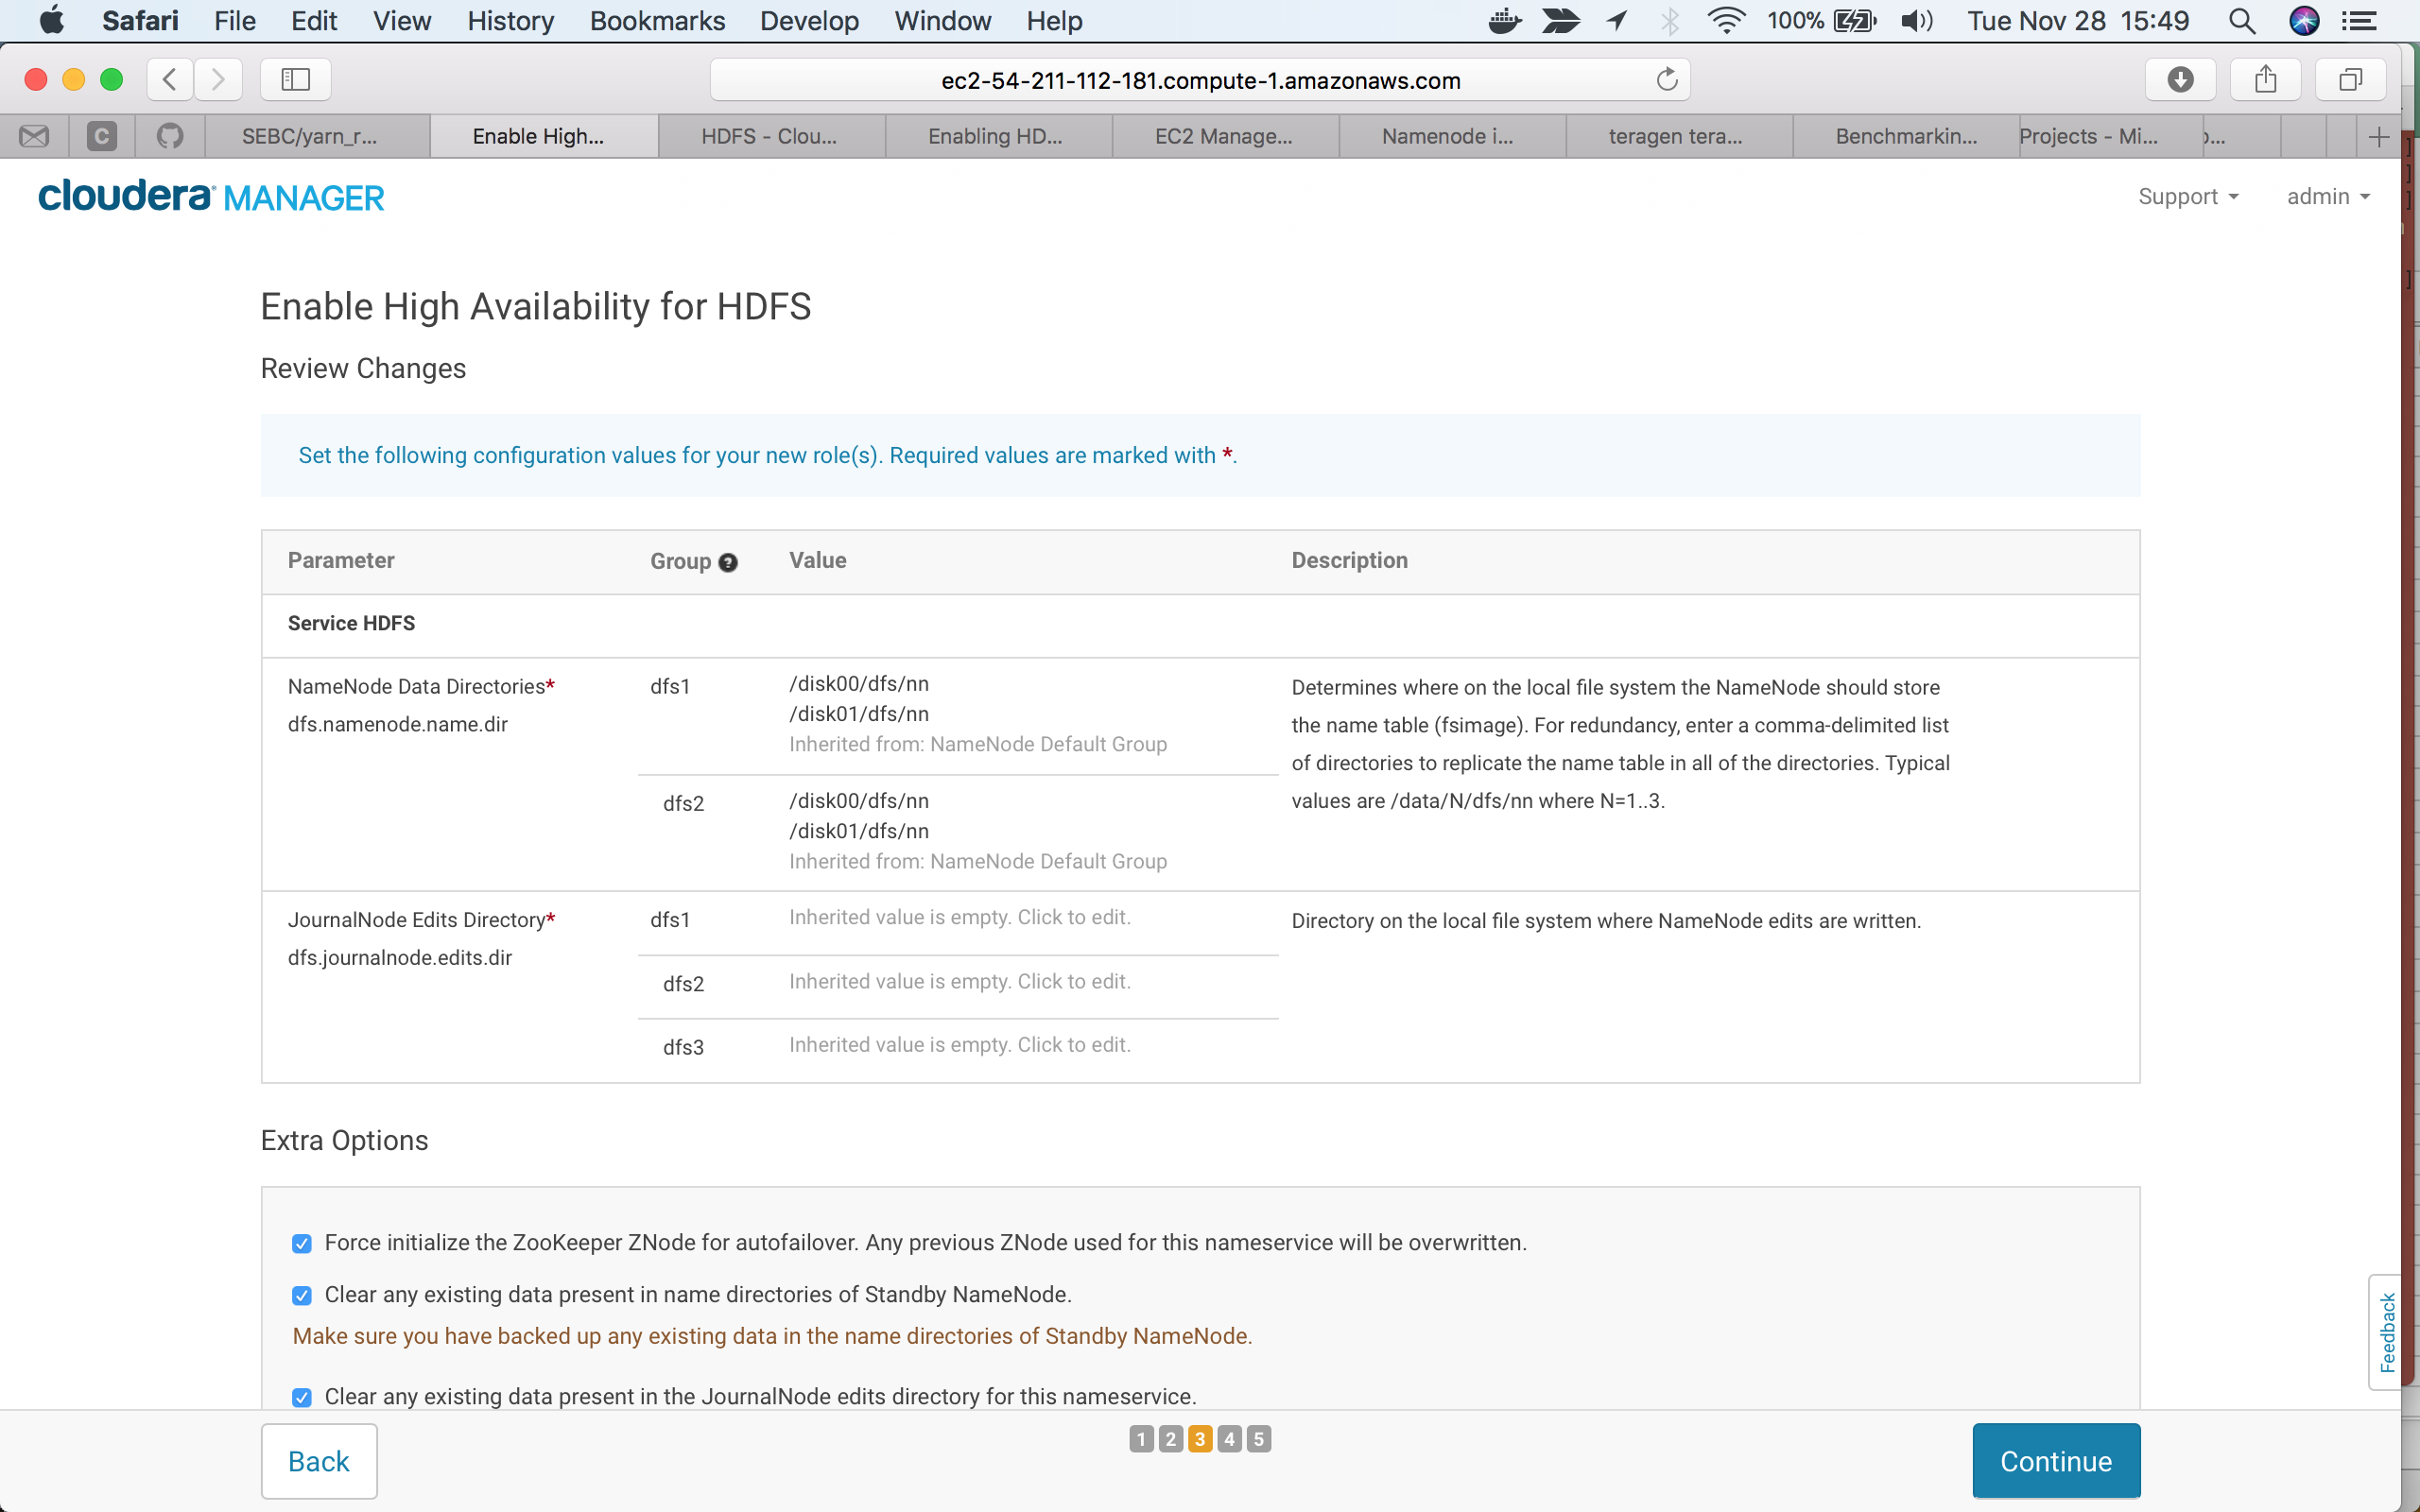 Safari File Edit View History Bookmarks Develop Window Help 100% Tue Nov 28 15:49
ec2-54-211-112-181.compute-1.amazonaws.com
C SEBC/yarn_r... Enable High... HDFS - Clou... Enabling HD... EC2 Manage... Namenode i... teragen tera... Benchmarkin... Projects - Mi...
cloudera MANAGER
Support admin
Enable High Availability for HDFS
Review Changes
Set the following configuration values for your new role(s). Required values are marked with *.
Parameter Group ? Value Description
Service HDFS
NameNode Data Directories*
dfs.namenode.name.dir
dfs1
/disk00/dfs/nn
/disk01/dfs/nn
Inherited from: NameNode Default Group
dfs2
/disk00/dfs/nn
/disk01/dfs/nn
Inherited from: NameNode Default Group
Determines where on the local file system the NameNode should store
the name table (fsimage). For redundancy, enter a comma-delimited list
of directories to replicate the name table in all of the directories. Typical
values are /data/N/dfs/nn where N=1..3.
JournalNode Edits Directory*
dfs.journalnode.edits.dir
dfs1 Inherited value is empty. Click to edit.
dfs2 Inherited value is empty. Click to edit.
dfs3 Inherited value is empty. Click to edit.
Directory on the local file system where NameNode edits are written.
Extra Options
Force initialize the ZooKeeper ZNode for autofailover. Any previous ZNode used for this nameservice will be overwritten.
Clear any existing data present in name directories of Standby NameNode.
Make sure you have backed up any existing data in the name directories of Standby NameNode.
Clear any existing data present in the JournalNode edits directory for this nameservice.
Feedback
Back
1 2 3 4 5
Continue